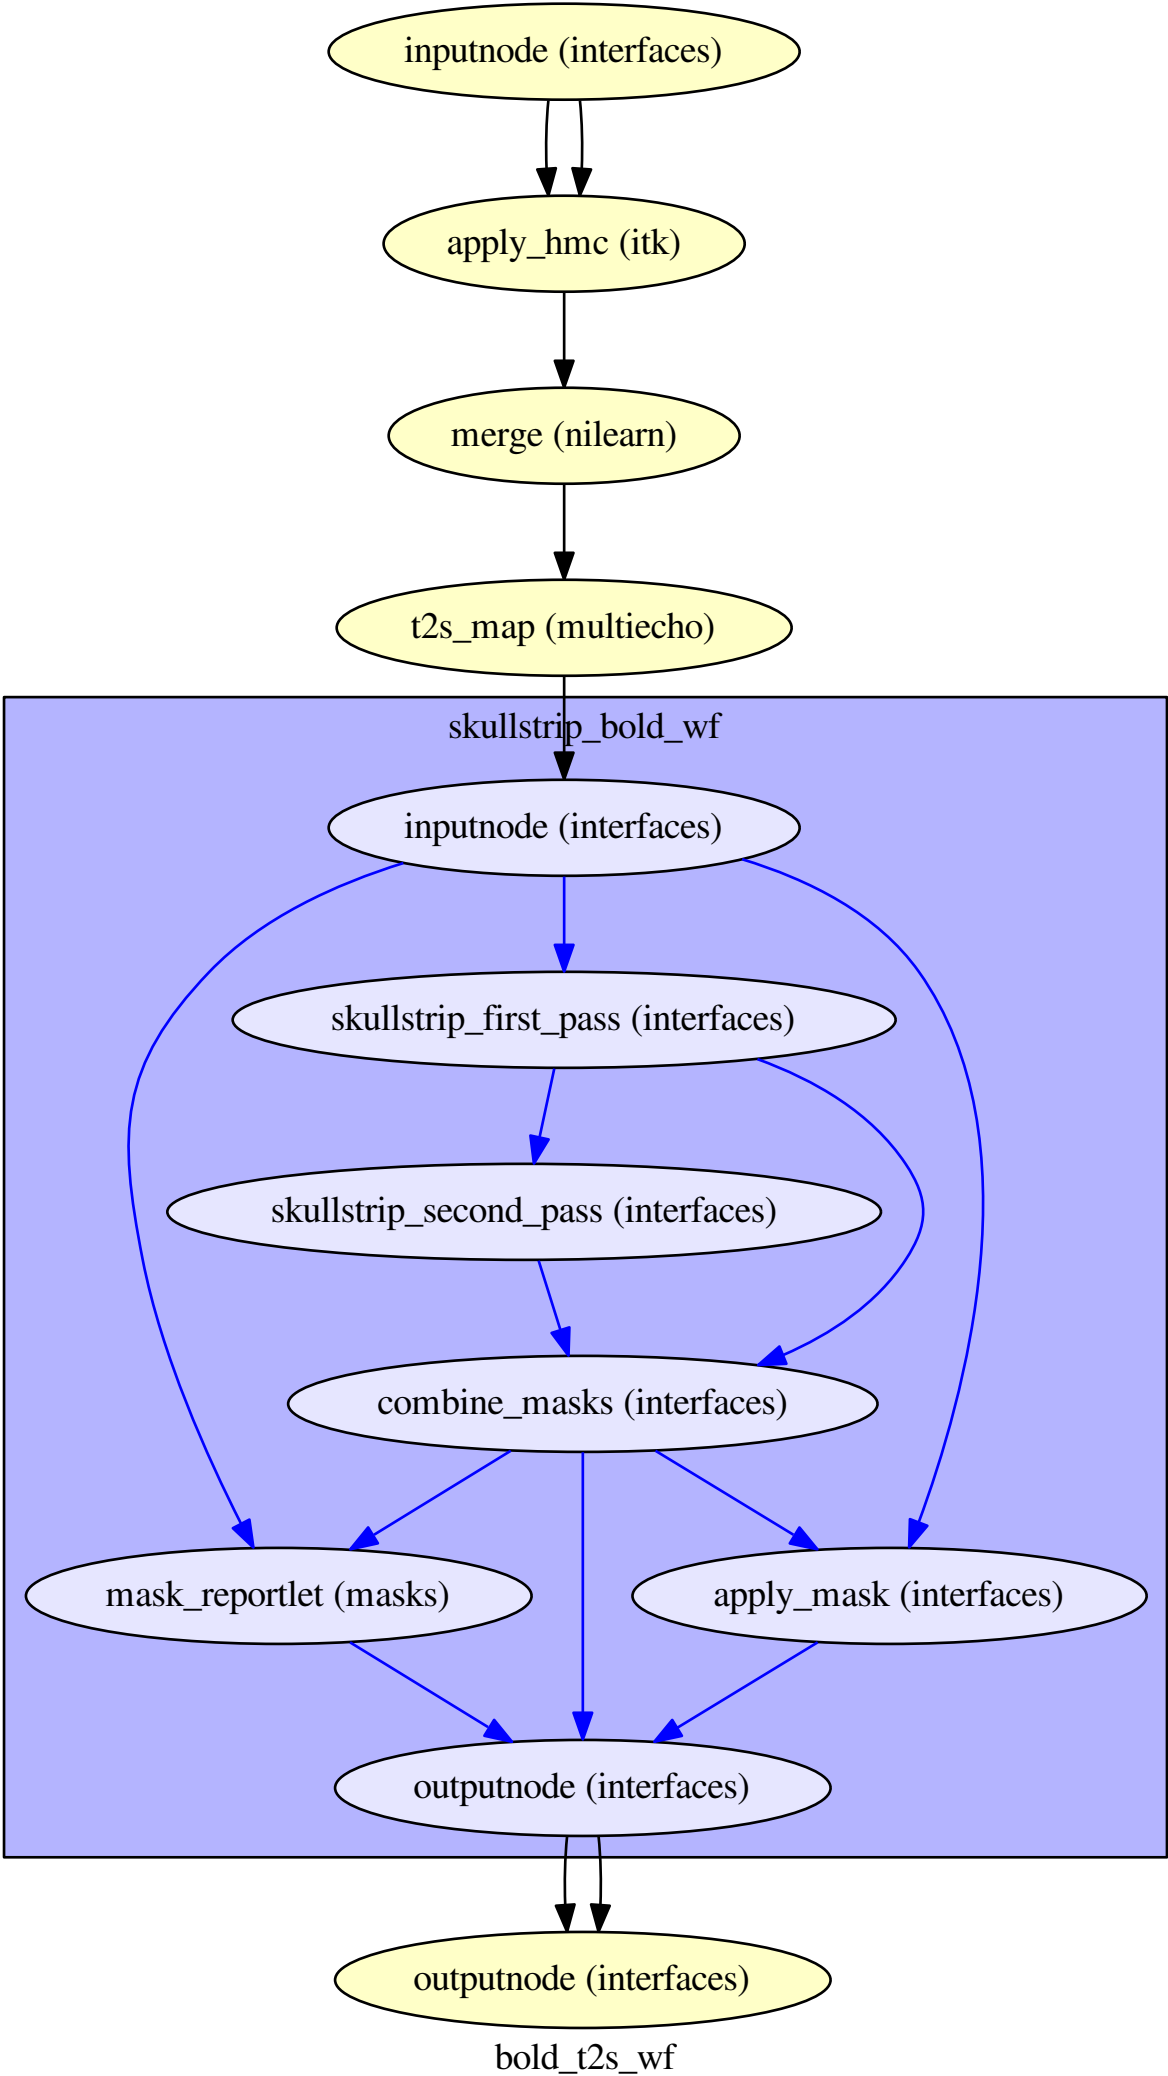 inputnode (interfaces)
apply_hmc (itk)
merge (nilearn)
t2s_map (multiecho)
skullstrip_bold_wf
inputnode (interfaces)
skullstrip_first_pass (interfaces)
skullstrip_second_pass (interfaces)
combine_masks (interfaces)
mask_reportlet (masks)
apply_mask (interfaces)
outputnode (interfaces)
outputnode (interfaces)
bold_t2s_wf